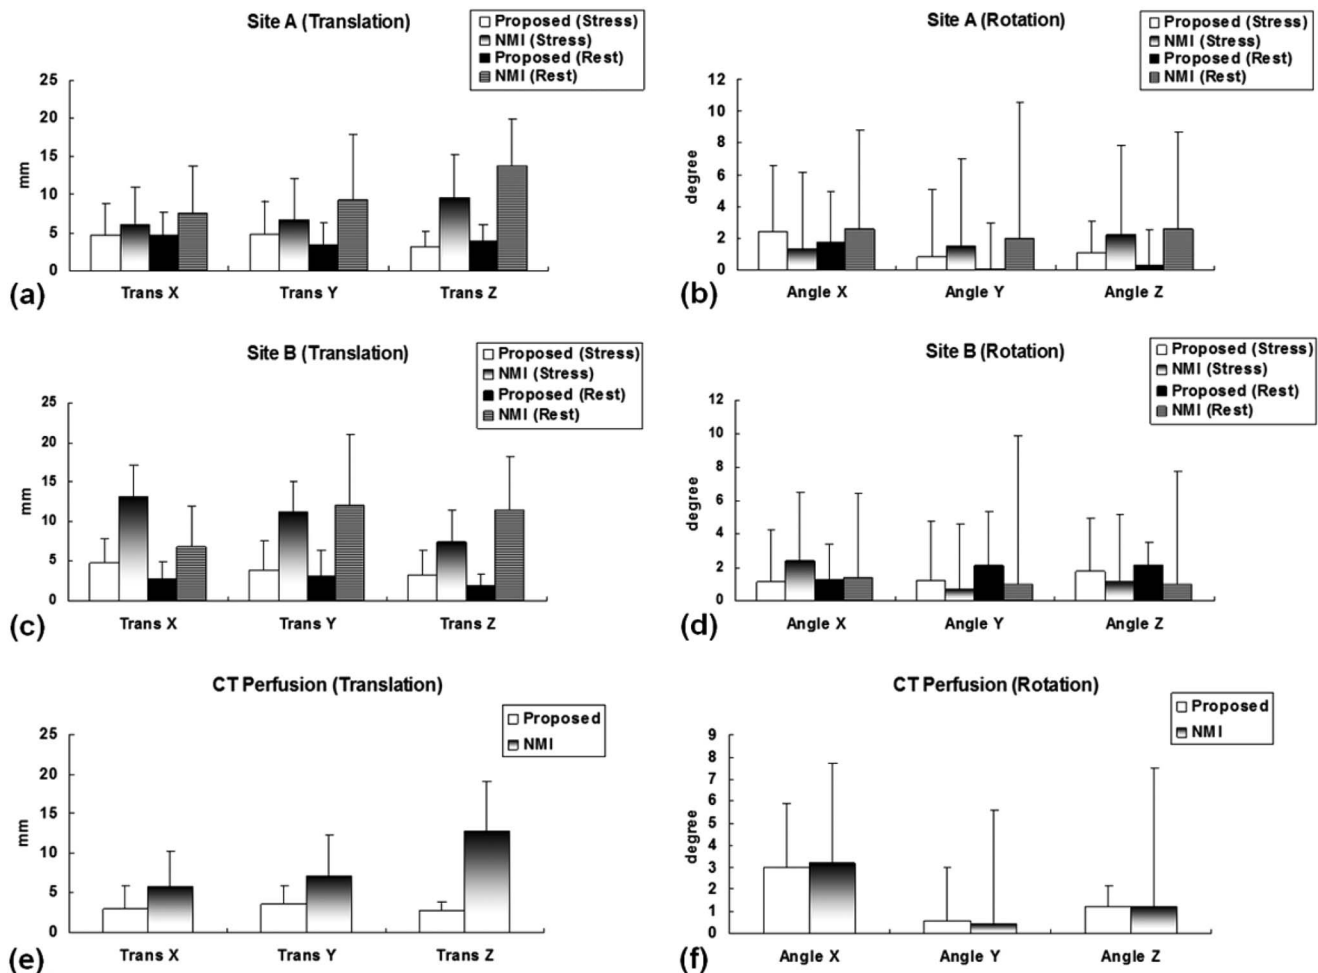 Site A (Translation)
Proposed (Stress)
NMI (Stress)
Proposed (Rest)
NMI (Rest)
25
20
15
10
5
0
mm
Trans X Trans Y Trans Z
(a)
Site A (Rotation)
Proposed (Stress)
NMI (Stress)
Proposed (Rest)
NMI (Rest)
12
10
8
6
4
2
0
degree
Angle X Angle Y Angle Z
(b)
Site B (Translation)
Proposed (Stress)
NMI (Stress)
Proposed (Rest)
NMI (Rest)
25
20
15
10
5
0
mm
Trans X Trans Y Trans Z
(c)
Site B (Rotation)
Proposed (Stress)
NMI (Stress)
Proposed (Rest)
NMI (Rest)
12
10
8
6
4
2
0
degree
Angle X Angle Y Angle Z
(d)
CT Perfusion (Translation)
Proposed
NMI
25
20
15
10
5
0
mm
Trans X Trans Y Trans Z
(e)
CT Perfusion (Rotation)
Proposed
NMI
9
8
7
6
5
4
3
2
1
0
degree
Angle X Angle Y Angle Z
(f)